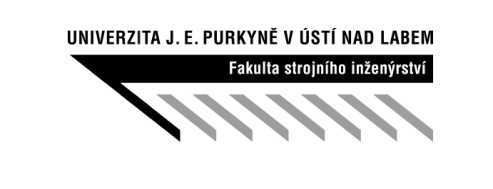 UNIVERZITA J. E. PURKYNĚ V ÚSTÍ NAD LABEM
Fakulta strojního inženýrství